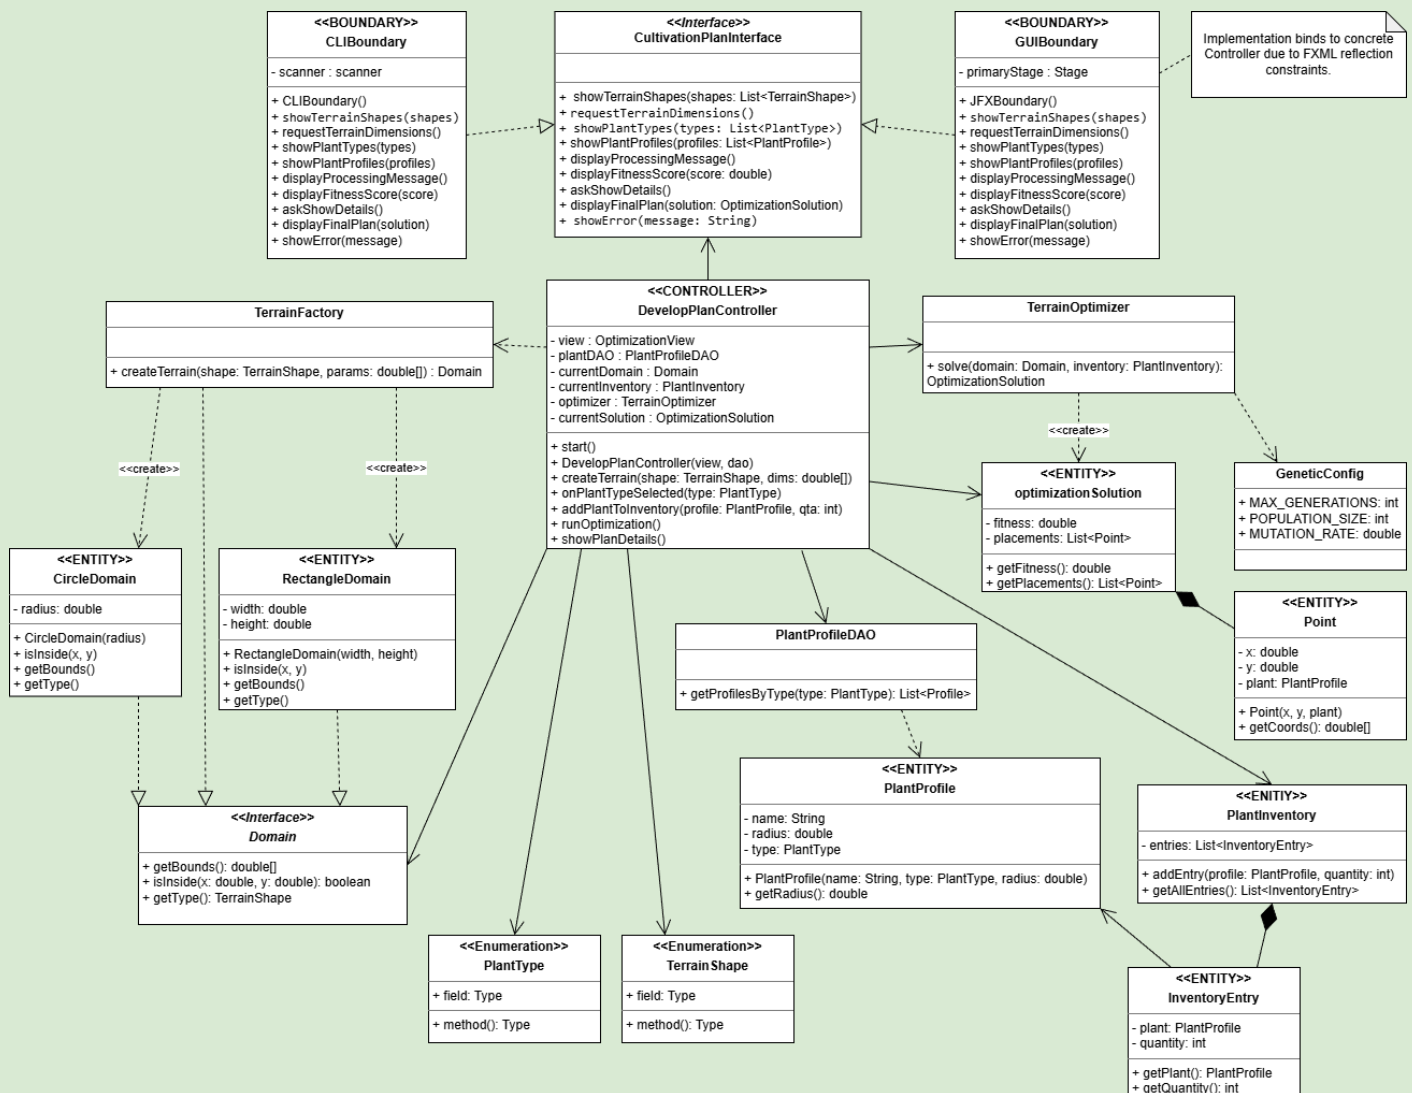 <<BOUNDARY>>
CLIBoundary
- scanner : scanner
+ CLIBoundary()
+ showTerrainShapes(shapes)
+ requestTerrainDimensions()
+ showPlantTypes(types)
+ showPlantProfiles(profiles)
+ displayProcessingMessage()
+ displayFitnessScore(score)
+ askShowDetails()
+ displayFinalPlan(solution)
+ showError(message)
<<Interface>>
CultivationPlanInterface
+ showTerrainShapes(shapes: List<TerrainShape>)
+ requestTerrainDimensions()
+ showPlantTypes(types: List<PlantType>)
+ showPlantProfiles(profiles: List<PlantProfile>)
+ displayProcessingMessage()
+ displayFitnessScore(score: double)
+ askShowDetails()
+ displayFinalPlan(solution: OptimizationSolution)
+ showError(message: String)
<<BOUNDARY>>
GUIBoundary
- primaryStage : Stage
+ JFXBoundary()
+ showTerrainShapes(shapes)
+ requestTerrainDimensions()
+ showPlantTypes(types)
+ showPlantProfiles(profiles)
+ displayProcessingMessage()
+ displayFitnessScore(score)
+ askShowDetails()
+ displayFinalPlan(solution)
+ showError(message)
Implementation binds to concrete
Controller due to FXML reflection
constraints.
TerrainFactory
+ createTerrain(shape: TerrainShape, params: double[]) : Domain
<<CONTROLLER>>
DevelopPlanController
- view : OptimizationView
- plantDAO : PlantProfileDAO
- currentDomain : Domain
- currentInventory : PlantInventory
- optimizer : TerrainOptimizer
- currentSolution : OptimizationSolution
+ start()
+ DevelopPlanController(view, dao)
+ createTerrain(shape: TerrainShape, dims: double[])
+ onPlantTypeSelected(type: PlantType)
+ addPlantToInventory(profile: PlantProfile, qta: int)
+ runOptimization()
+ showPlanDetails()
TerrainOptimizer
+ solve(domain: Domain, inventory: PlantInventory):
OptimizationSolution
<<create>>
<<create>>
<<create>>
<<ENTITY>>
optimizationSolution
- fitness: double
- placements: List<Point>
+ getFitness(): double
+ getPlacements(): List<Point>
GeneticConfig
+ MAX_GENERATIONS: int
+ POPULATION_SIZE: int
+ MUTATION_RATE: double
<<ENTITY>>
CircleDomain
- radius: double
+ CircleDomain(radius)
+ isInside(x, y)
+ getBounds()
+ getType()
<<ENTITY>>
RectangleDomain
- width: double
- height: double
+ RectangleDomain(width, height)
+ isInside(x, y)
+ getBounds()
+ getType()
<<ENTITY>>
Point
- x: double
- y: double
- plant: PlantProfile
+ Point(x, y, plant)
+ getCoords(): double[]
PlantProfileDAO
+ getProfilesByType(type: PlantType): List<Profile>
<<ENTITY>>
PlantProfile
- name: String
- radius: double
- type: PlantType
+ PlantProfile(name: String, type: PlantType, radius: double)
+ getRadius(): double
<<ENITIY>>
PlantInventory
- entries: List<InventoryEntry>
+ addEntry(profile: PlantProfile, quantity: int)
+ getAllEntries(): List<InventoryEntry>
<<Interface>>
Domain
+ getBounds(): double[]
+ isInside(x: double, y: double): boolean
+ getType(): TerrainShape
<<Enumeration>>
PlantType
+ field: Type
+ method(): Type
<<Enumeration>>
TerrainShape
+ field: Type
+ method(): Type
<<ENTITY>>
InventoryEntry
- plant: PlantProfile
- quantity: int
+ getPlant(): PlantProfile
+ getQuantity(): int